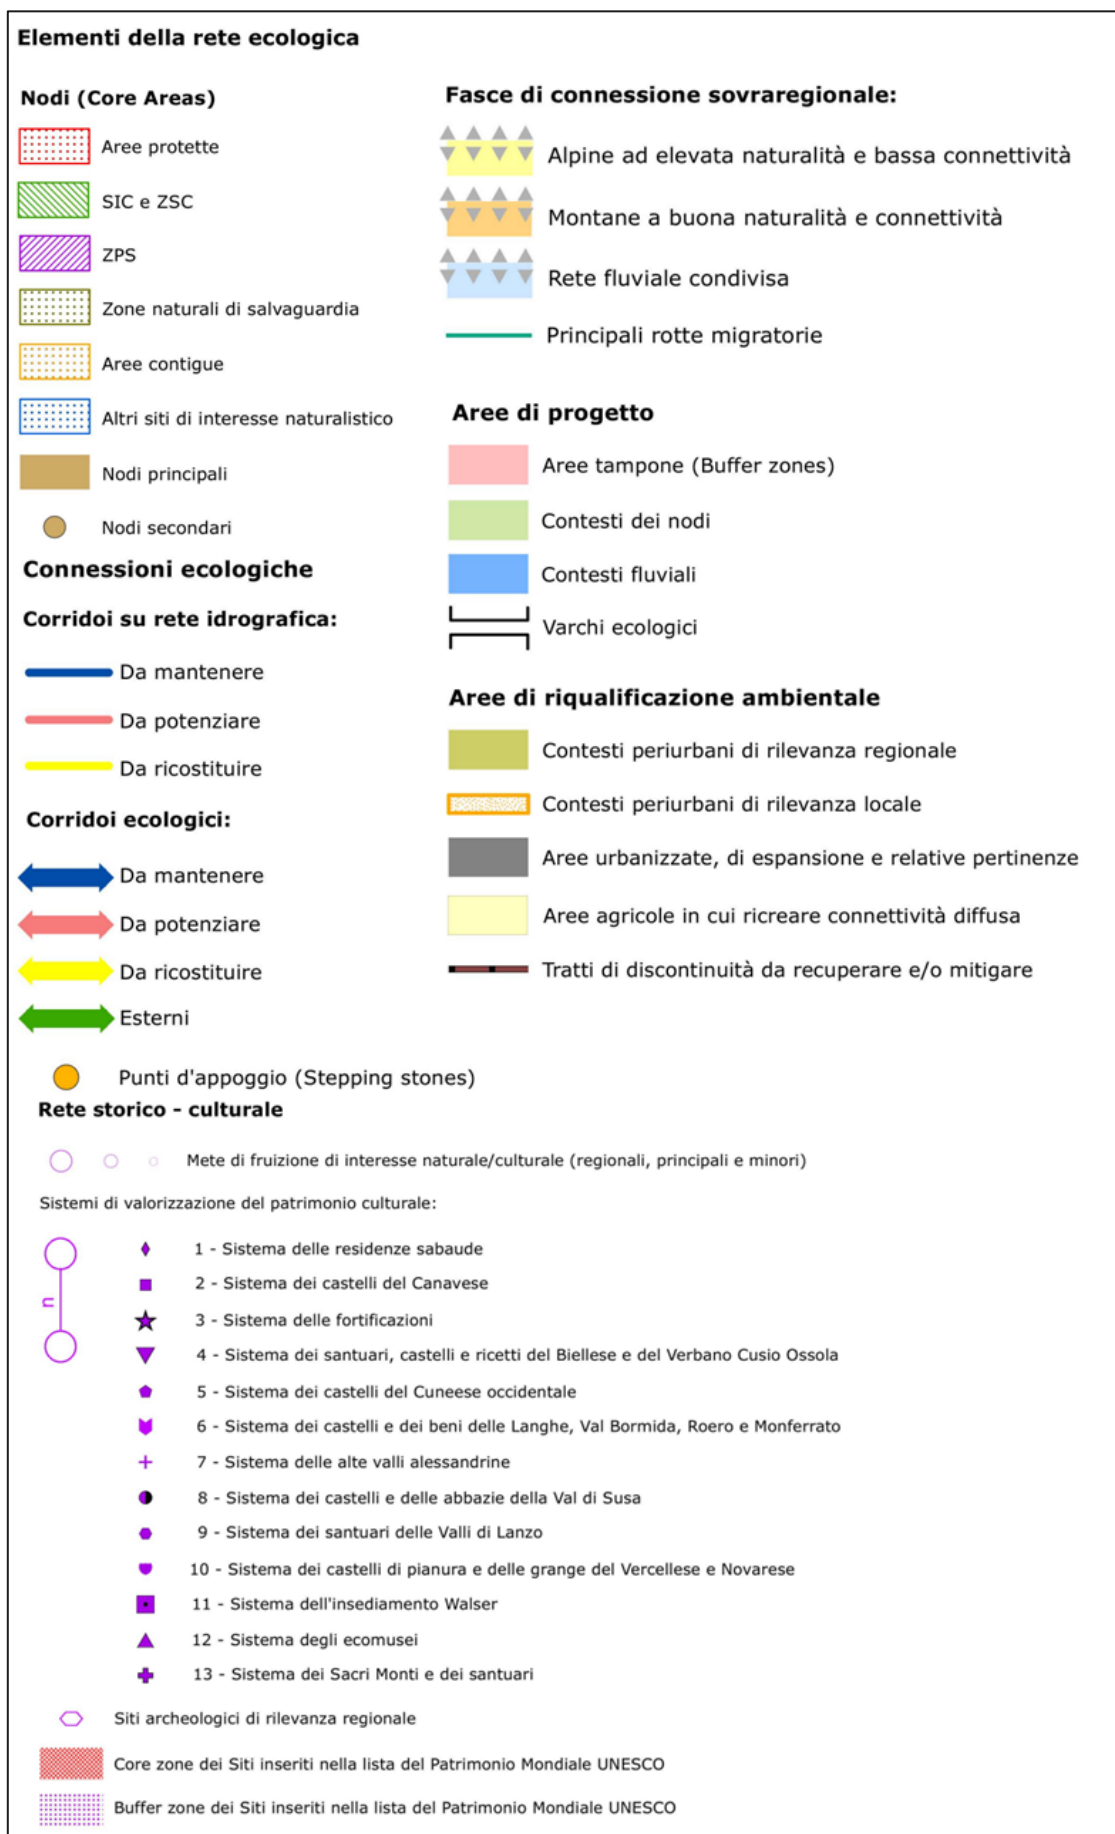 Elementi della rete ecologica
Nodi (Core Areas)
Aree protette
SIC e ZSC
ZPS
Zone naturali di salvaguardia
Aree contigue
Altri siti di interesse naturalistico
Nodi principali
Nodi secondari
Connessioni ecologiche
Corridoi su rete idrografica:
Da mantenere
Da potenziare
Da ricostituire
Corridoi ecologici:
Da mantenere
Da potenziare
Da ricostituire
Esterni
Punti d'appoggio (Stepping stones)
Fasce di connessione sovraregionale:
Alpine ad elevata naturalità e bassa connettività
Montane a buona naturalità e connettività
Rete fluviale condivisa
Principali rotte migratorie
Aree di progetto
Aree tampone (Buffer zones)
Contesti dei nodi
Contesti fluviali
Varchi ecologici
Aree di riqualificazione ambientale
Contesti periurbani di rilevanza regionale
Contesti periurbani di rilevanza locale
Aree urbanizzate, di espansione e relative pertinenze
Aree agricole in cui ricreare connettività diffusa
Tratti di discontinuità da recuperare e/o mitigare
Rete storico - culturale
Mete di fruizione di interesse naturale/culturale (regionali, principali e minori)
Sistemi di valorizzazione del patrimonio culturale:
n
1 - Sistema delle residenze sabaude
2 - Sistema dei castelli del Canavese
3 - Sistema delle fortificazioni
4 - Sistema dei santuari, castelli e ricetti del Biellese e del Verbano Cusio Ossola
5 - Sistema dei castelli del Cuneese occidentale
6 - Sistema dei castelli e dei beni delle Langhe, Val Bormida, Roero e Monferrato
7 - Sistema delle alte valli alessandrine
8 - Sistema dei castelli e delle abbazie della Val di Susa
9 - Sistema dei santuari delle Valli di Lanzo
10 - Sistema dei castelli di pianura e delle grange del Vercellese e Novarese
11 - Sistema dell'insediamento Walser
12 - Sistema degli ecomusei
13 - Sistema dei Sacri Monti e dei santuari
Siti archeologici di rilevanza regionale
Core zone dei Siti inseriti nella lista del Patrimonio Mondiale UNESCO
Buffer zone dei Siti inseriti nella lista del Patrimonio Mondiale UNESCO